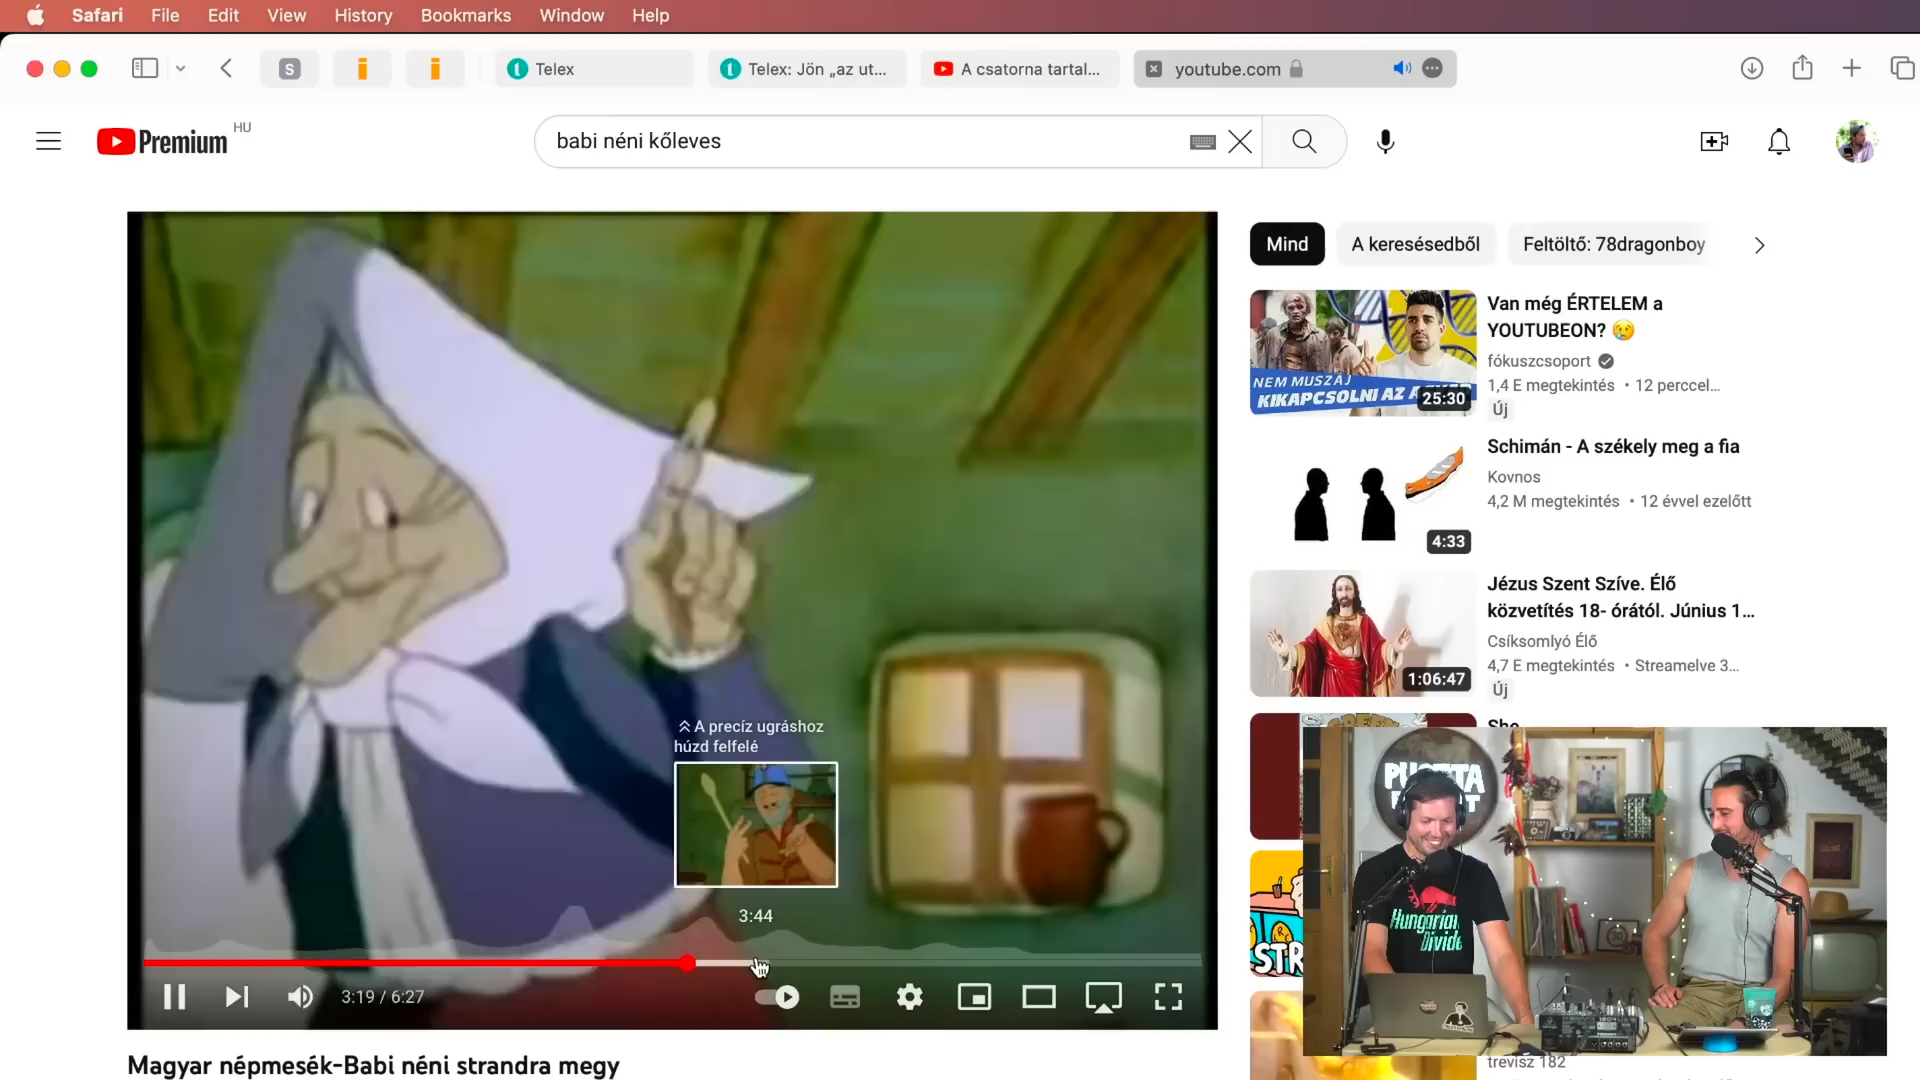 Safari File Edit View History Bookmarks Window Help
S
Telex
Telex: Jön „az ut...
A csatorna tartal...
youtube.com
Premium HU
babi néni kőleves
Mind
A keresésedből
Feltöltő: 78dragonboy
NEM MUSZÁJ
KIKAPCSOLNI AZ
25:30
Van még ÉRTELEM a
YOUTUBEON? 😢
fókuszcsoport
1,4 E megtekintés • 12 perccel...
Új
4:33
Schimán - A székely meg a fia
Kovnos
4,2 M megtekintés • 12 évvel ezelőtt
1:06:47
Jézus Szent Szíve. Élő
közvetítés 18- órától. Június 1...
Csíksomlyó Élő
4,7 E megtekintés • Streamelve 3...
Új
A precíz ugráshoz
húzd felfelé
3:44
3:19 / 6:27
Hungarian
Divide
STR
trevisz 182
Magyar népmesék-Babi néni strandra megy